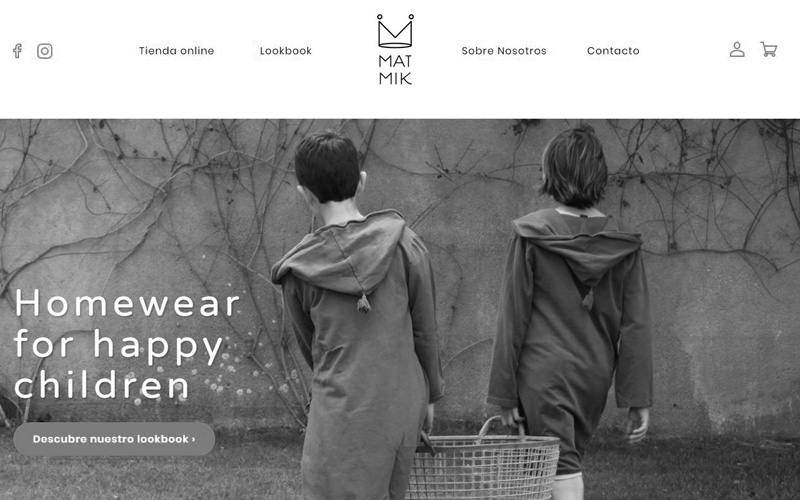 Tienda online
Lookbook
MAT
MIK
Sobre Nosotros
Contacto
Homewear
for happy
children
Descubre nuestro lookbook ›